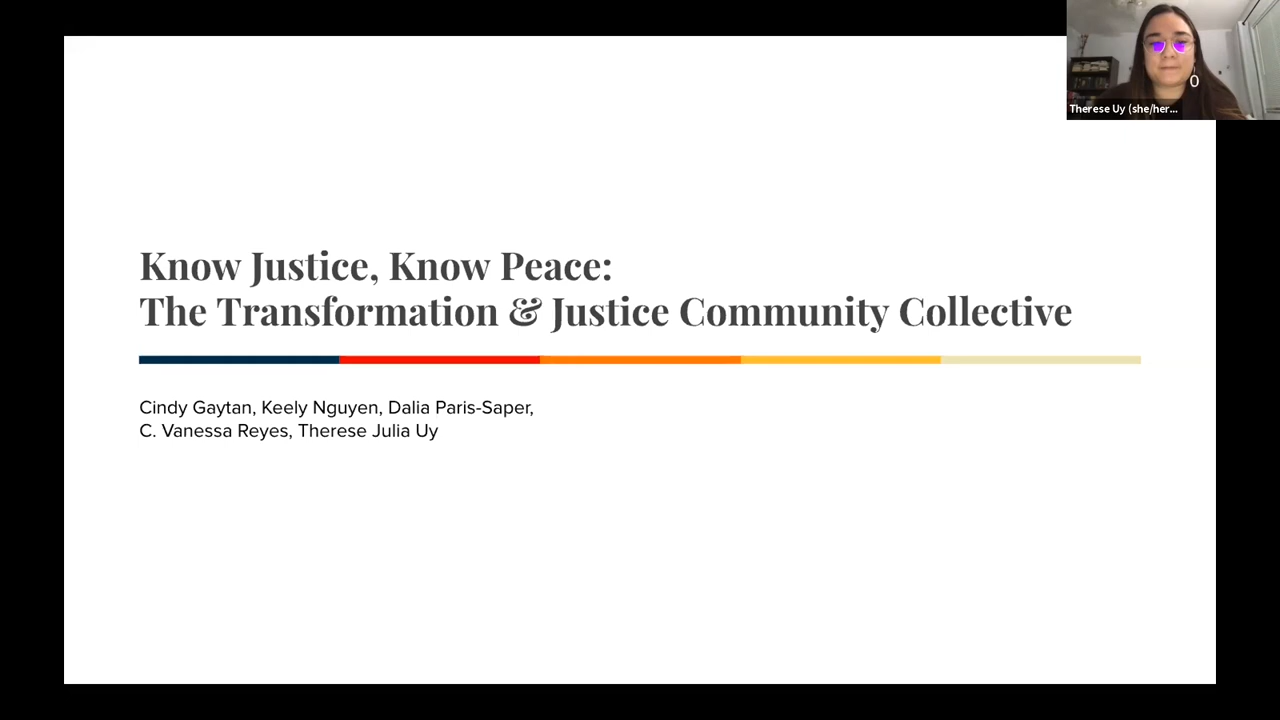 Know Justice, Know Peace:
The Transformation & Justice Community Collective
Cindy Gaytan, Keely Nguyen, Dalia Paris-Saper,
C. Vanessa Reyes, Therese Julia Uy
Therese Uy (she/her...